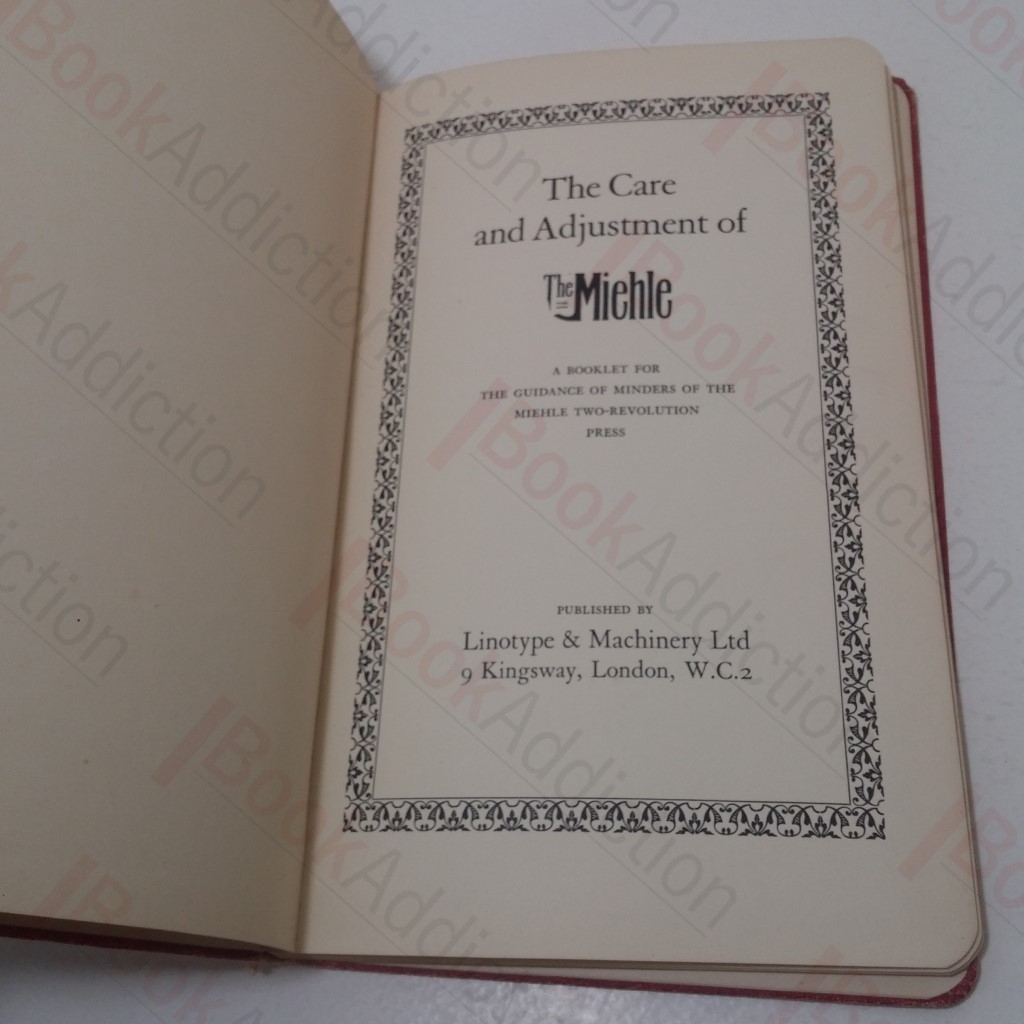 The Care
and Adjustment of
The Miehle
A BOOKLET FOR
THE GUIDANCE OF MINDERS OF THE
MIEHLE TWO-REVOLUTION
PRESS
PUBLISHED BY
Linotype & Machinery Ltd
9 Kingsway, London, W.C.2
BookAddiction